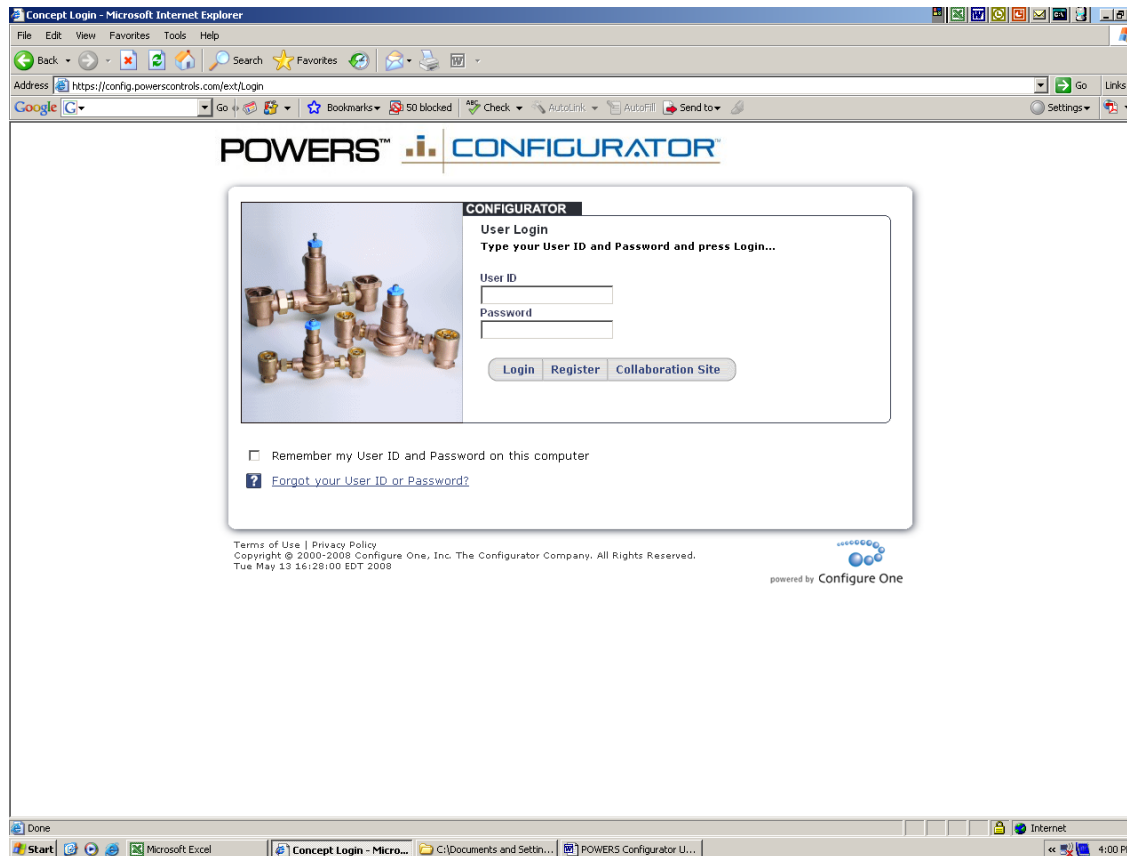 Concept Login - Microsoft Internet Explorer
File Edit View Favorites Tools Help
Back Search Favorites
Address https://config.powerscontrols.com/ext/Login Go Links
Google G Go Bookmarks 50 blocked Check AutoLink AutoFill Send to Settings
POWERS™ CONFIGURATOR™
CONFIGURATOR
User Login
Type your User ID and Password and press Login...
User ID
Password
Login Register Collaboration Site
Remember my User ID and Password on this computer
? Forgot your User ID or Password?
Terms of Use | Privacy Policy
Copyright © 2000-2008 Configure One, Inc. The Configurator Company. All Rights Reserved.
Tue May 13 16:28:00 EDT 2008
powered by Configure One
Done Internet
Start Microsoft Excel Concept Login - Micro... C:\Documents and Settin... POWERS Configurator U... « 4:00 P